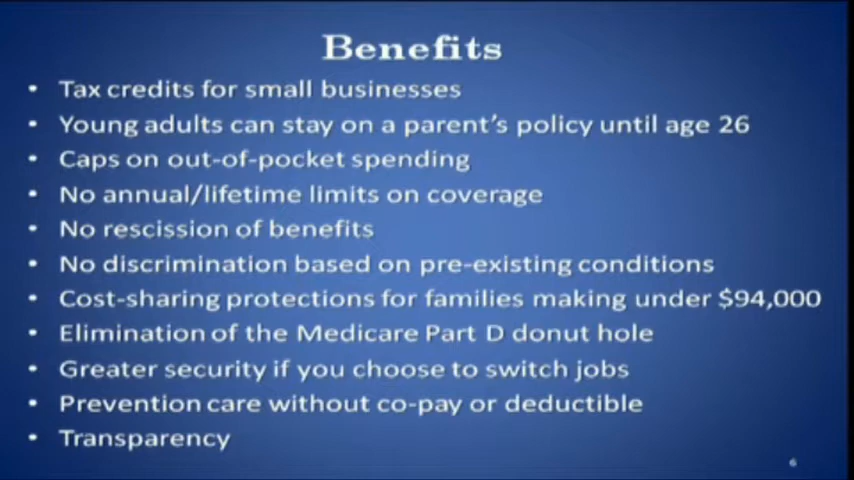 Benefits
• Tax credits for small businesses
• Young adults can stay on a parent's policy until age 26
• Caps on out-of-pocket spending
• No annual/lifetime limits on coverage
• No rescission of benefits
• No discrimination based on pre-existing conditions
• Cost-sharing protections for families making under $94,000
• Elimination of the Medicare Part D donut hole
• Greater security if you choose to switch jobs
• Prevention care without co-pay or deductible
• Transparency
6